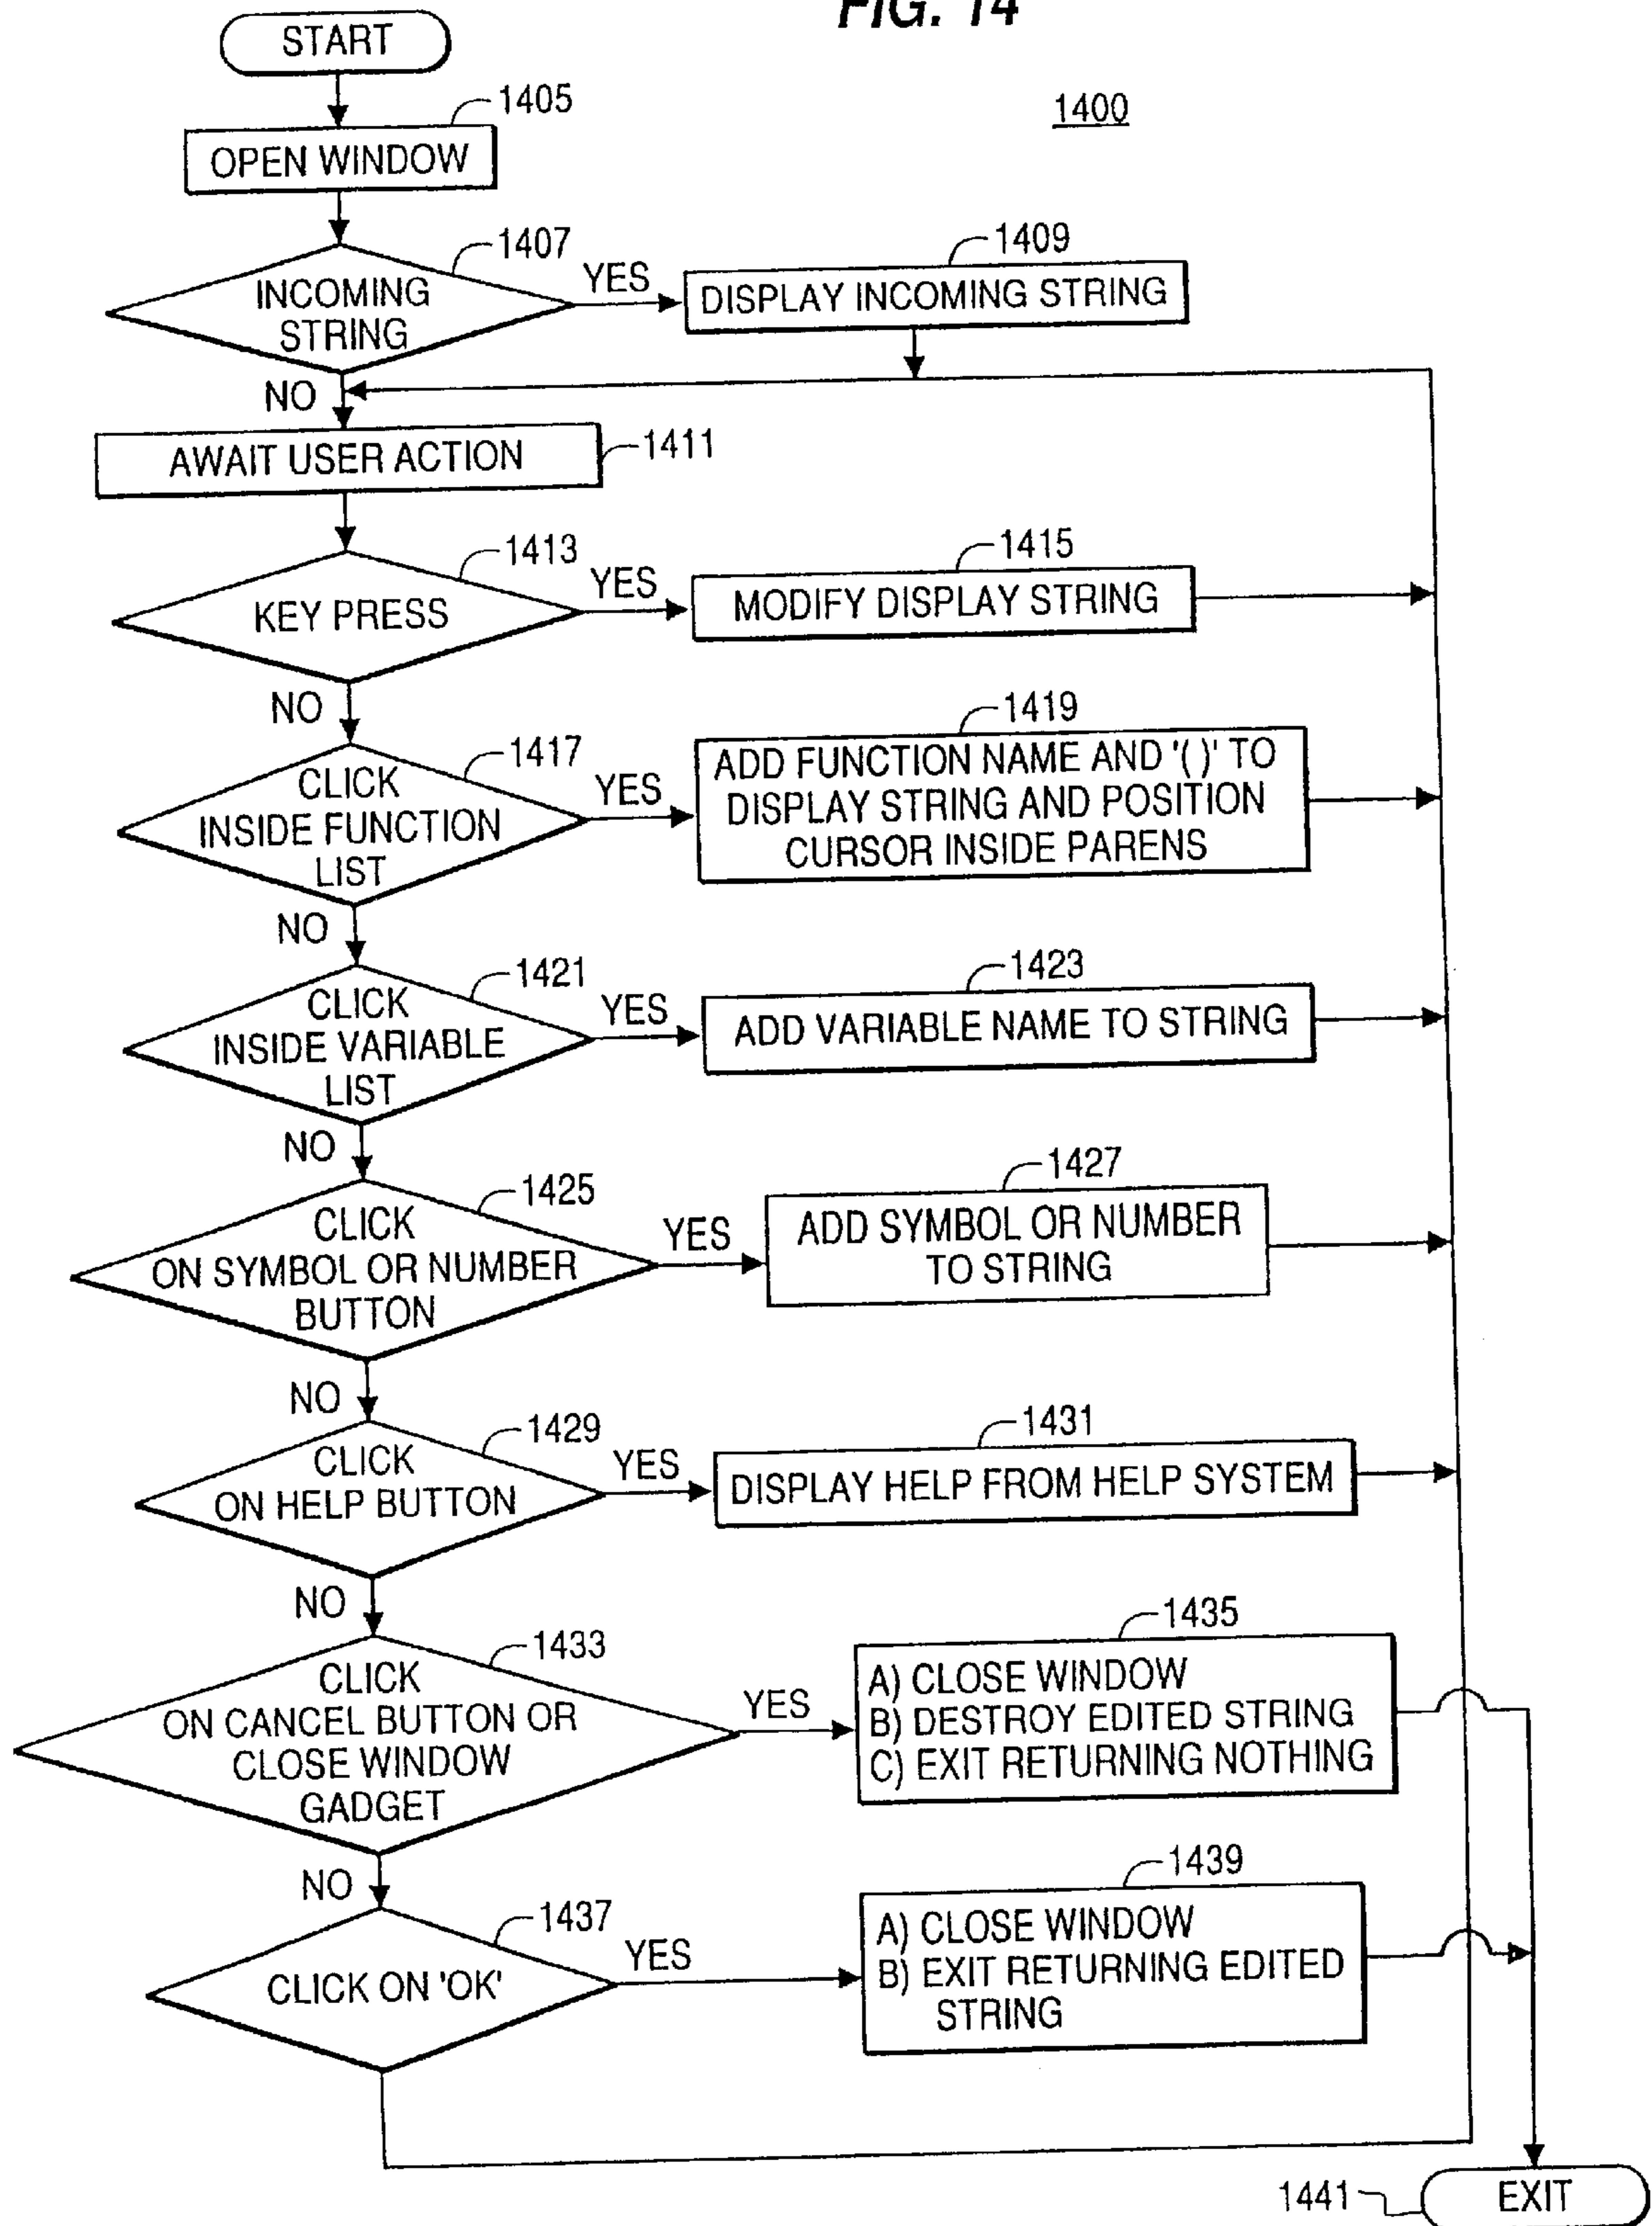 FIG. 14
START
1405
1400
OPEN WINDOW
1407
1409
INCOMING
STRING
YES
DISPLAY INCOMING STRING
NO
AWAIT USER ACTION
1411
1413
1415
KEY PRESS
YES
MODIFY DISPLAY STRING
NO
1417
1419
CLICK
INSIDE FUNCTION
LIST
YES
ADD FUNCTION NAME AND '( )' TO
DISPLAY STRING AND POSITION
CURSOR INSIDE PARENS
NO
1421
1423
CLICK
INSIDE VARIABLE
LIST
YES
ADD VARIABLE NAME TO STRING
NO
1425
1427
CLICK
ON SYMBOL OR NUMBER
BUTTON
YES
ADD SYMBOL OR NUMBER
TO STRING
NO
1429
1431
CLICK
ON HELP BUTTON
YES
DISPLAY HELP FROM HELP SYSTEM
NO
1433
1435
CLICK
ON CANCEL BUTTON OR
CLOSE WINDOW
GADGET
YES
A) CLOSE WINDOW
B) DESTROY EDITED STRING
C) EXIT RETURNING NOTHING
NO
1437
1439
CLICK ON 'OK'
YES
A) CLOSE WINDOW
B) EXIT RETURNING EDITED
STRING
1441
EXIT